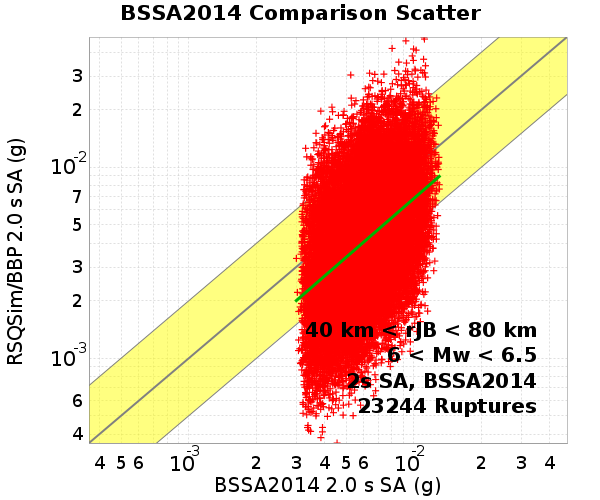 BSSA2014 Comparison Scatter
RSQSim/BBP 2.0 s SA (g)
3
2
10-2
7
5
3
2
10-3
6
4
40 km < rJB < 80 km
6 < Mw < 6.5
2s SA, BSSA2014
23244 Ruptures
4 5 6 10-3 2 3 4 5 6 10-2 2 3 4
BSSA2014 2.0 s SA (g)